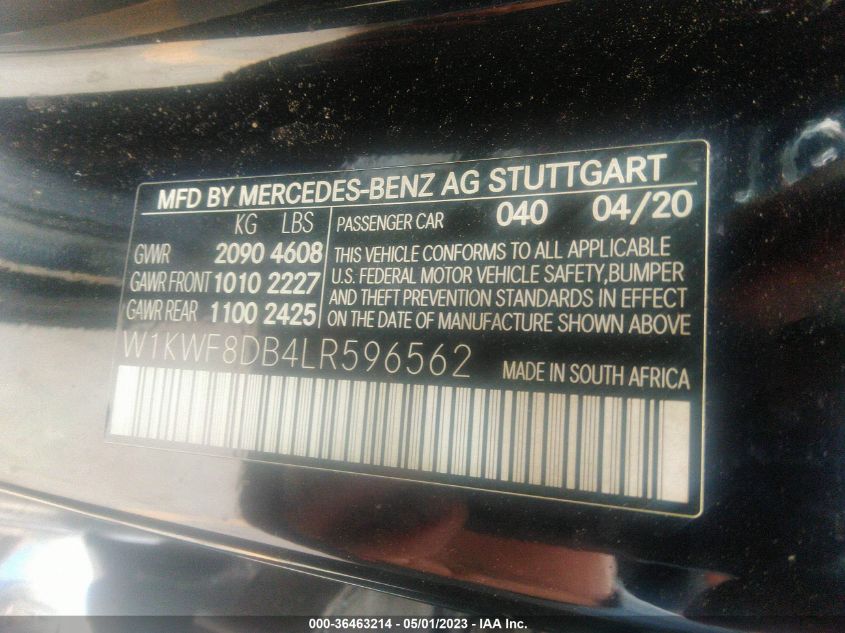 MFD BY MERCEDES-BENZ AG STUTTGART
KG LBS PASSENGER CAR 040 04/20
GVWR 2090 4608 THIS VEHICLE CONFORMS TO ALL APPLICABLE
GAWR FRONT 1010 2227 U.S. FEDERAL MOTOR VEHICLE SAFETY,BUMPER
GAWR REAR 1100 2425 AND THEFT PREVENTION STANDARDS IN EFFECT
ON THE DATE OF MANUFACTURE SHOWN ABOVE
W1KWF8DB4LR596562 MADE IN SOUTH AFRICA
000-36463214 - 05/01/2023 - © IAA Inc.